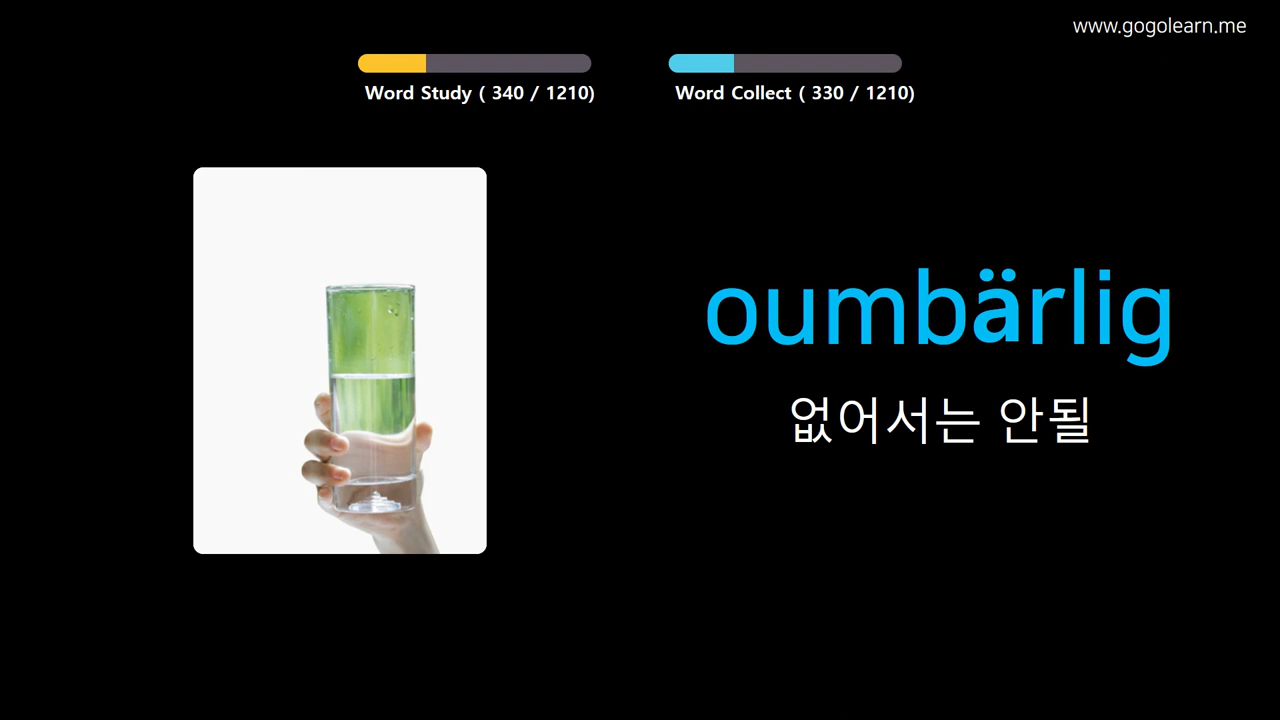 www.gogolearn.me
Word Study ( 340 / 1210)
Word Collect ( 330 / 1210)
oumbärlig
없어서는 안될